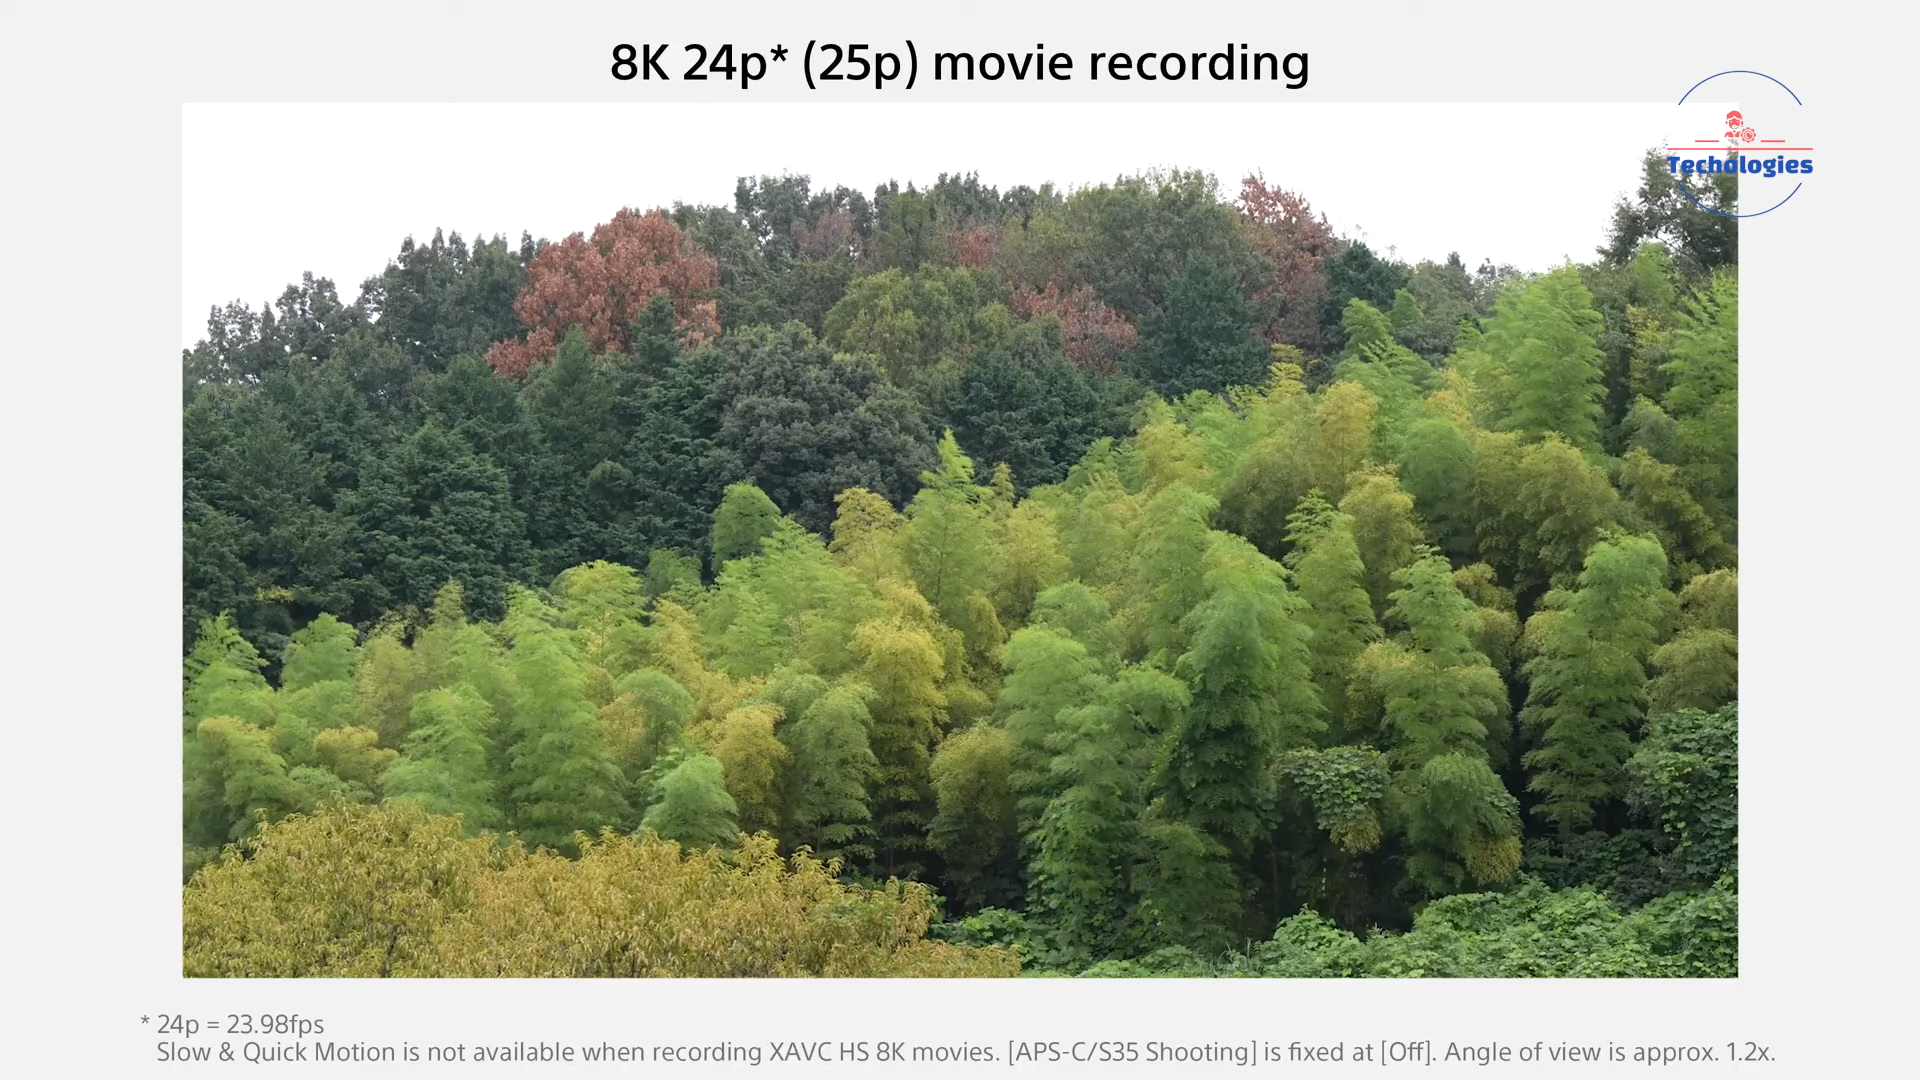 8K 24p* (25p) movie recording
Techologies
* 24p = 23.98fps
Slow & Quick Motion is not available when recording XAVC HS 8K movies. [APS-C/S35 Shooting] is fixed at [Off]. Angle of view is approx. 1.2x.